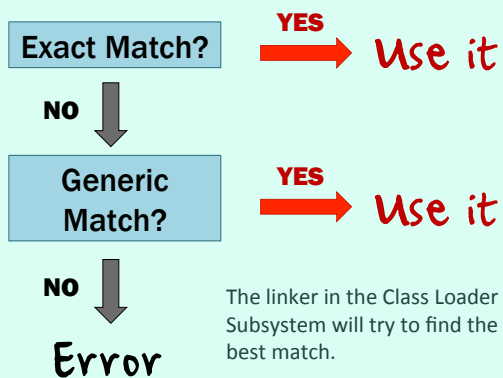 YES
Exact Match?
Use it
NO
YES
Generic
Match?
Use it
NO
The linker in the Class Loader
Subsystem will try to find the
best match.
Error